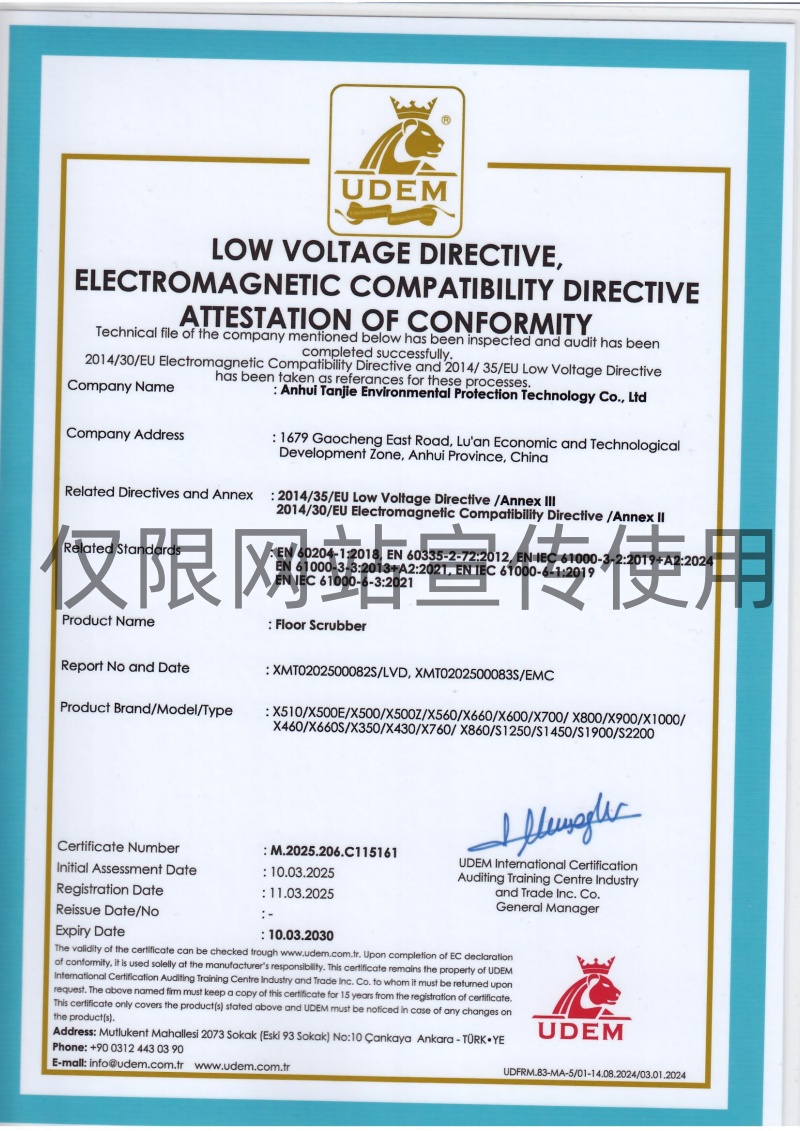 ®
UDEM
LOW VOLTAGE DIRECTIVE,
ELECTROMAGNETIC COMPATIBILITY DIRECTIVE
ATTESTATION OF CONFORMITY
Technical file of the company mentioned below has been inspected and audit has been
completed successfully.
2014/30/EU Electromagnetic Compatibility Directive and 2014/ 35/EU Low Voltage Directive
has been taken as referances for these processes.
Company Name : Anhui Tanjie Environmental Protection Technology Co., Ltd
Company Address : 1679 Gaocheng East Road, Lu'an Economic and Technological
Development Zone, Anhui Province, China
Related Directives and Annex : 2014/35/EU Low Voltage Directive /Annex III
2014/30/EU Electromagnetic Compatibility Directive /Annex II
仅限网站宣传使用
Related Standards : EN 60204-1:2018, EN 60335-2-72:2012, EN IEC 61000-3-2:2019+A2:2024
EN 61000-3-3:2013+A2:2021, EN IEC 61000-6-1:2019
EN IEC 61000-6-3:2021
Product Name : Floor Scrubber
Report No and Date : XMT0202500082S/LVD, XMT0202500083S/EMC
Product Brand/Model/Type : X510/X500E/X500/X500Z/X560/X660/X600/X700/ X800/X900/X1000/
X460/X660S/X350/X430/X760/ X860/S1250/S1450/S1900/S2200
Certificate Number : M.2025.206.C115161
Initial Assessment Date : 10.03.2025
Registration Date : 11.03.2025
Reissue Date/No : -
Expiry Date : 10.03.2030
UDEM International Certification
Auditing Training Centre Industry
and Trade Inc. Co.
General Manager
The validity of the certificate can be checked trough www.udem.com.tr. Upon completion of EC declaration
of conformity, it is used solelly at the manufacturer's responsibility. This certificate remains the property of UDEM
International Certification Auditing Training Centre Industry and Trade Inc. Co. to whom it must be returned upon
request. The above named firm must keep a copy of this certificate for 15 years from the registration of certificate.
This certificate only covers the product(s) stated above and UDEM must be noticed in case of any changes on
the product(s).
Address: Mutlukent Mahallesi 2073 Sokak (Eski 93 Sokak) No:10 Çankaya Ankara - TÜRK•YE
Phone: +90 0312 443 03 90
E-mail: info@udem.com.tr www.udem.com.tr
UDEM
UDFRM.83-MA-5/01-14.08.2024/03.01.2024